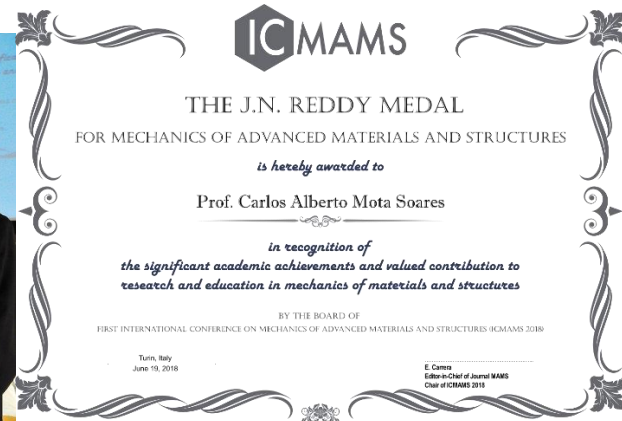 ICMAMS
THE J.N. REDDY MEDAL
FOR MECHANICS OF ADVANCED MATERIALS AND STRUCTURES
is hereby awarded to
Prof. Carlos Alberto Mota Soares
in recognition of
the significant academic achievements and valued contribution to
research and education in mechanics of materials and structures
BY THE BOARD OF
FIRST INTERNATIONAL CONFERENCE ON MECHANICS OF ADVANCED MATERIALS AND STRUCTURES (ICMAMS 2018)
Turin, Italy
June 19, 2018
E. Carrera
Editor-in-Chief of Journal MAMS
Chair of ICMAMS 2018